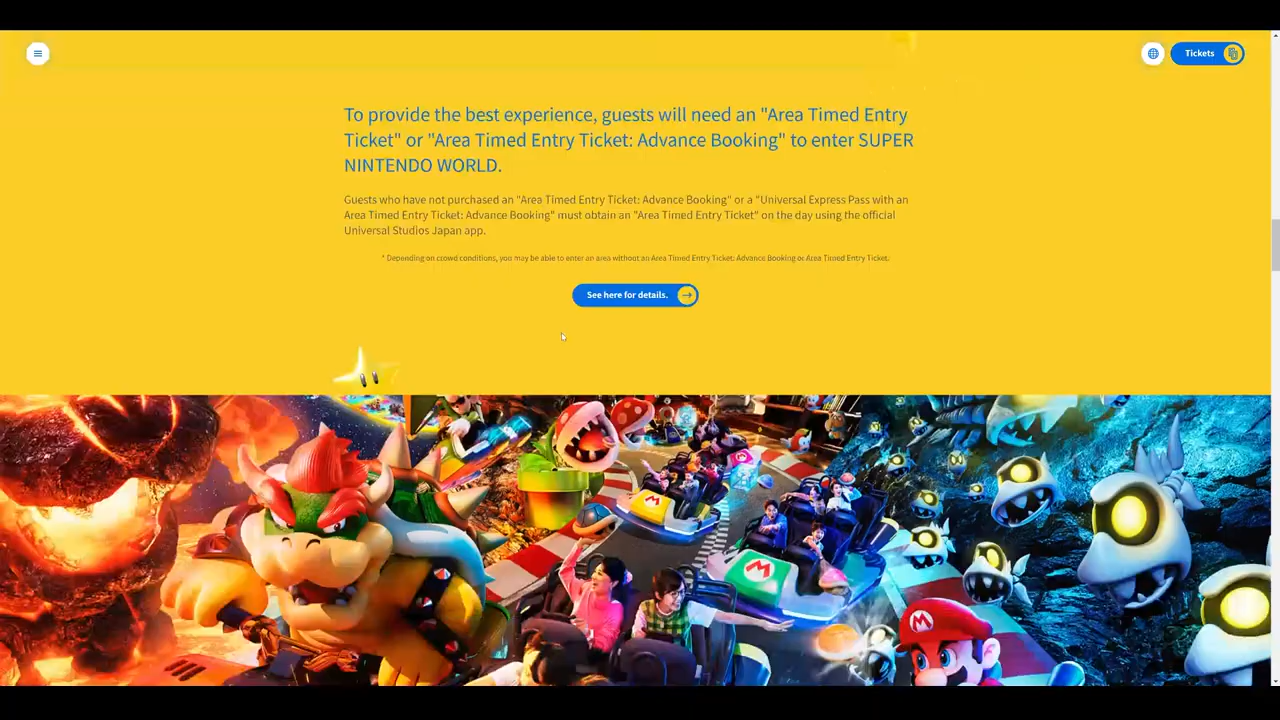 Tickets
To provide the best experience, guests will need an "Area Timed Entry
Ticket" or "Area Timed Entry Ticket: Advance Booking" to enter SUPER
NINTENDO WORLD.
Guests who have not purchased an "Area Timed Entry Ticket: Advance Booking" or a "Universal Express Pass with an
Area Timed Entry Ticket: Advance Booking" must obtain an "Area Timed Entry Ticket" on the day using the official
Universal Studios Japan app.
* Depending on crowd conditions, you may be able to enter an area without an Area Timed Entry Ticket: Advance Booking or Area Timed Entry Ticket.
See here for details.
M
M
M